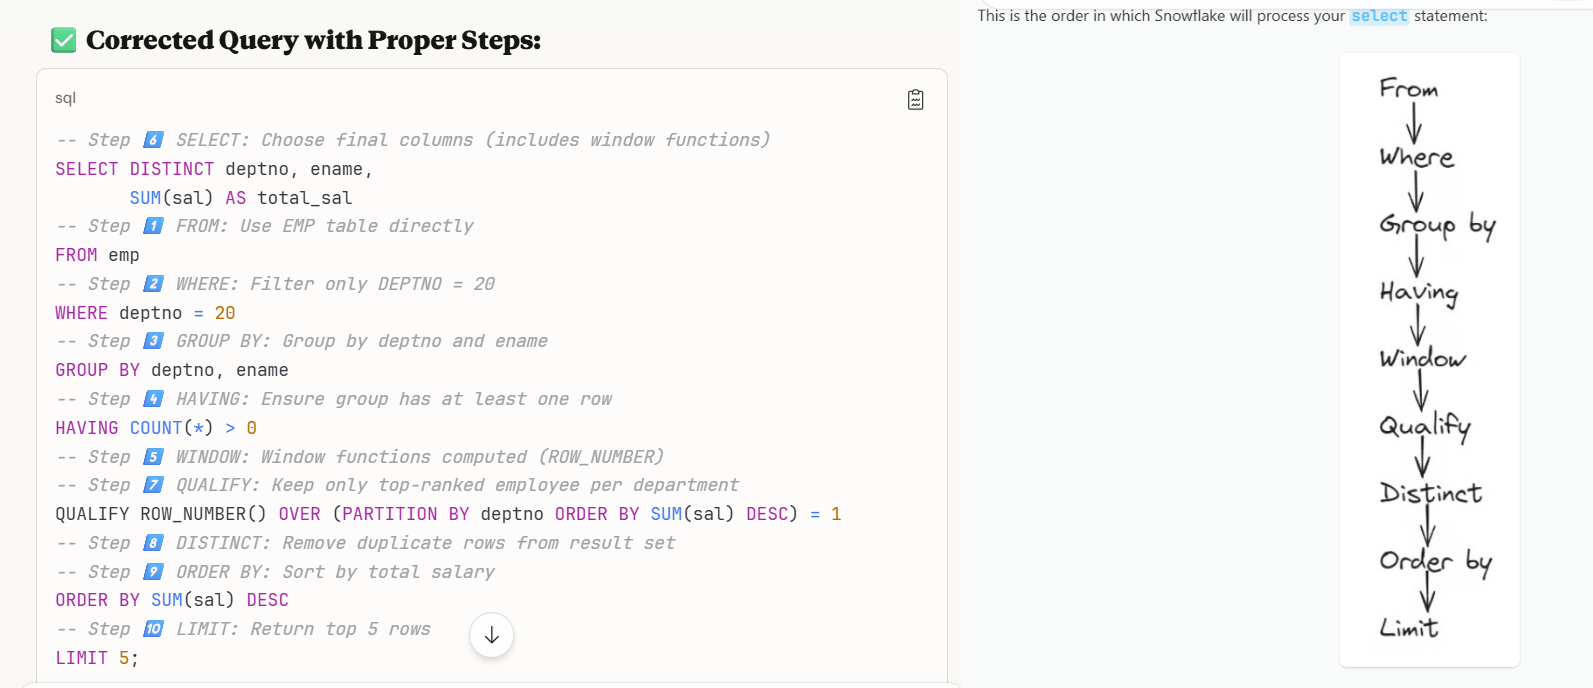 ✅ Corrected Query with Proper Steps:
sql
-- Step 6️⃣ SELECT: Choose final columns (includes window functions)
SELECT DISTINCT deptno, ename,
       SUM(sal) AS total_sal
-- Step 1️⃣ FROM: Use EMP table directly
FROM emp
-- Step 2️⃣ WHERE: Filter only DEPTNO = 20
WHERE deptno = 20
-- Step 3️⃣ GROUP BY: Group by deptno and ename
GROUP BY deptno, ename
-- Step 4️⃣ HAVING: Ensure group has at least one row
HAVING COUNT(*) > 0
-- Step 5️⃣ WINDOW: Window functions computed (ROW_NUMBER)
-- Step 7️⃣ QUALIFY: Keep only top-ranked employee per department
QUALIFY ROW_NUMBER() OVER (PARTITION BY deptno ORDER BY SUM(sal) DESC) = 1
-- Step 8️⃣ DISTINCT: Remove duplicate rows from result set
-- Step 9️⃣ ORDER BY: Sort by total salary
ORDER BY SUM(sal) DESC
-- Step 🔟 LIMIT: Return top 5 rows
LIMIT 5;
This is the order in which Snowflake will process your select statement:
From
Where
Group by
Having
Window
Qualify
Distinct
Order by
Limit